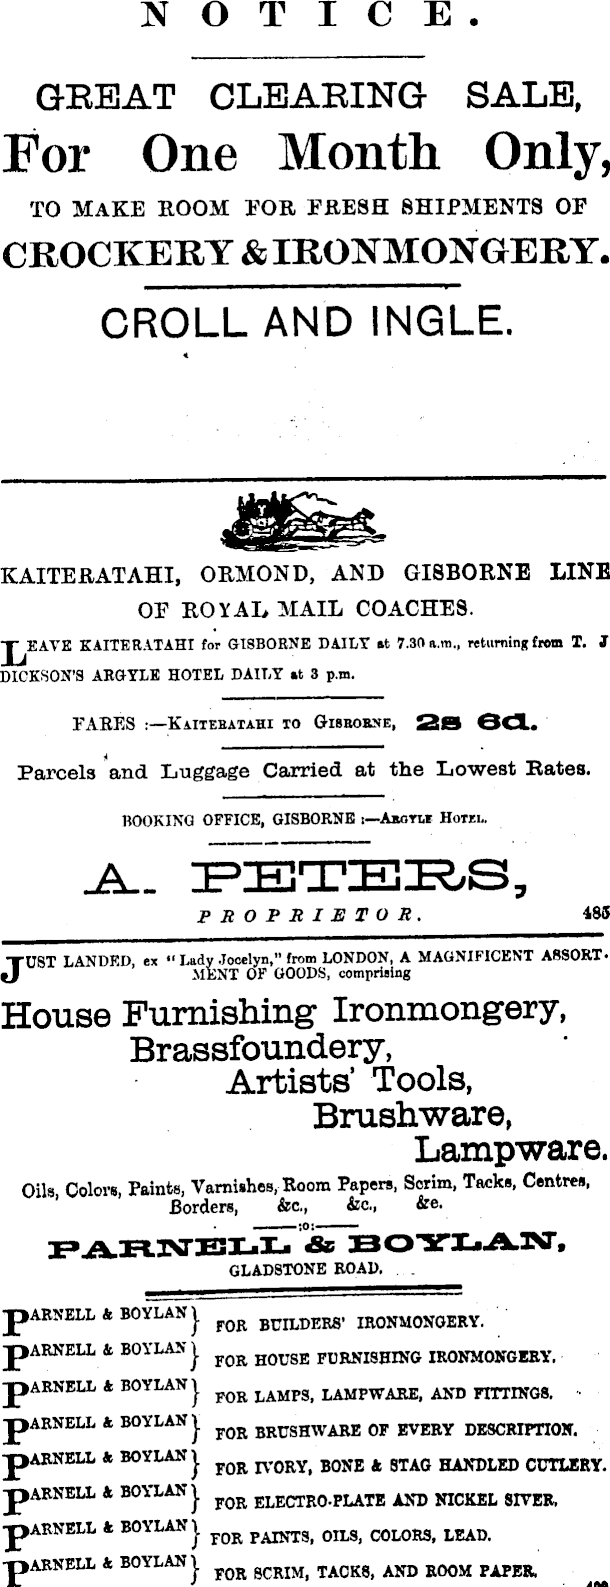 NOTICE.
GREAT CLEARING SALE,
For One Month Only,
TO MAKE ROOM FOR FRESH SHIPMENTS OF
CROCKERY & IRONMONGERY.
CROLL AND INGLE.
KAITERATAHI, ORMOND, AND GISBORNE LINE
OF ROYAL MAIL COACHES.
LEAVE KAITERATAHI for GISBORNE DAILY at 7.30 a.m., returning from T. J
DICKSON'S ARGYLE HOTEL DAILY at 3 p.m.
FARES :—KAITERATAHI TO GISBORNE, 2s 6d.
Parcels and Luggage Carried at the Lowest Rates.
BOOKING OFFICE, GISBORNE :—ARGYLE HOTEL.
A. PETERS,
PROPRIETOR. 485
JUST LANDED, ex "Lady Jocelyn," from LONDON, A MAGNIFICENT ASSORT-
MENT OF GOODS, comprising
House Furnishing Ironmongery,
Brassfoundery,
Artists' Tools,
Brushware,
Lampware.
Oils, Colors, Paints, Varnishes, Room Papers, Scrim, Tacks, Centres,
Borders, &c., &c., &c.
:o:
PARNELL & BOYLAN,
GLADSTONE ROAD.
PARNELL & BOYLAN} FOR BUILDERS' IRONMONGERY.
PARNELL & BOYLAN} FOR HOUSE FURNISHING IRONMONGERY.
PARNELL & BOYLAN} FOR LAMPS, LAMPWARE, AND FITTINGS.
PARNELL & BOYLAN} FOR BRUSHWARE OF EVERY DESCRIPTION.
PARNELL & BOYLAN} FOR IVORY, BONE & STAG HANDLED CUTLERY.
PARNELL & BOYLAN} FOR ELECTRO-PLATE AND NICKEL SIVER,
PARNELL & BOYLAN} FOR PAINTS, OILS, COLORS, LEAD.
PARNELL & BOYLAN} FOR SCRIM, TACKS, AND ROOM PAPER.